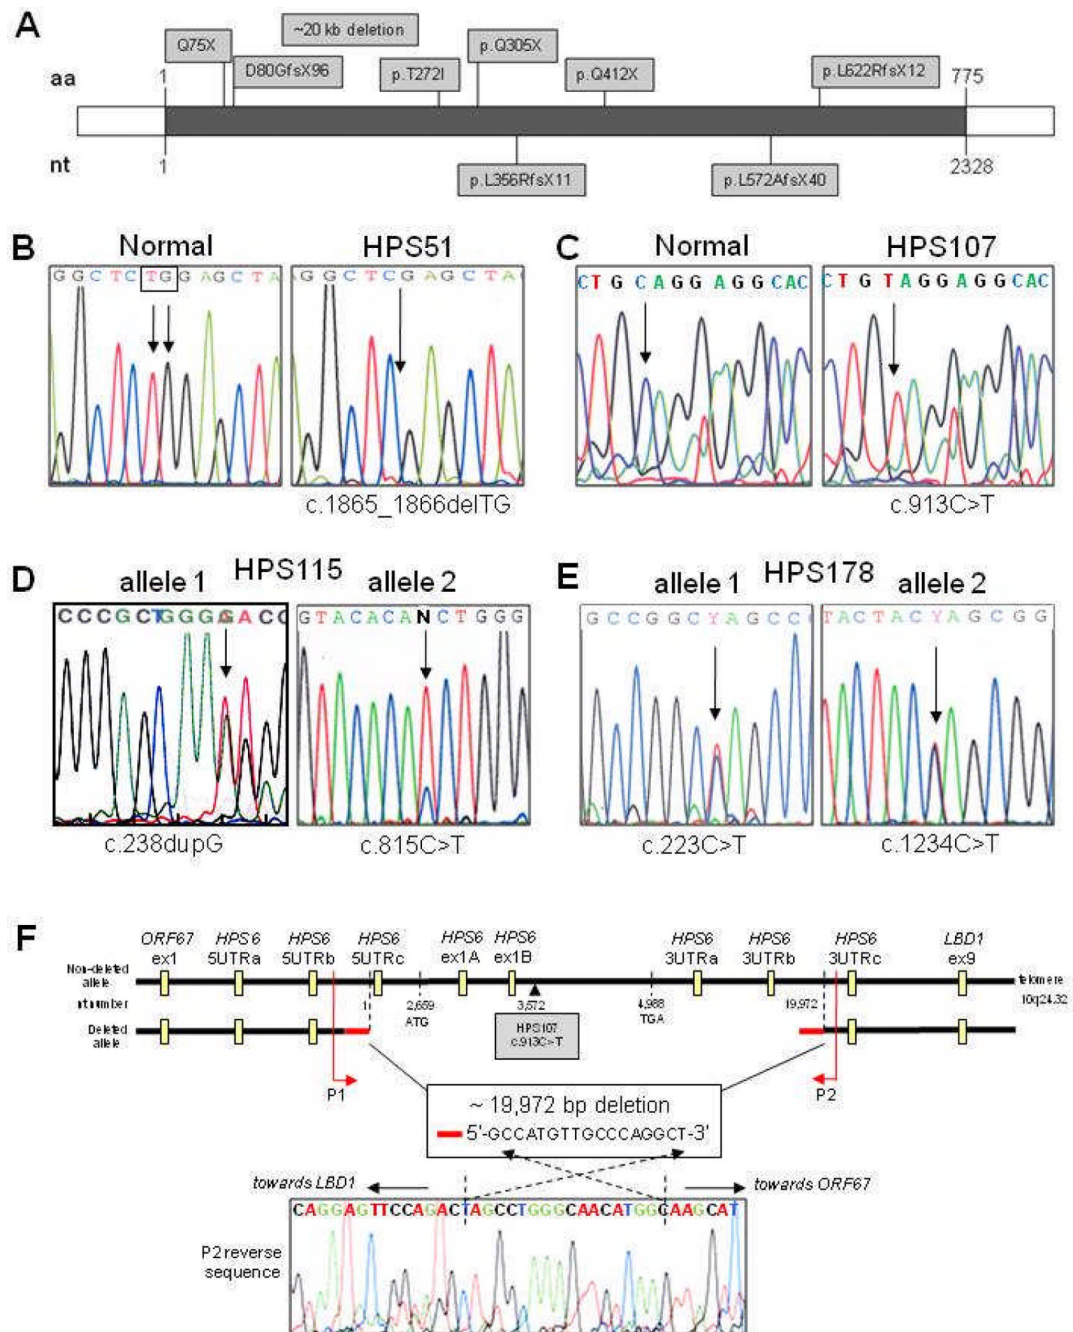 A
Q75X
~20 kb deletion
p.Q305X
D80GfsX96
p.T272I
p.Q412X
p.L622RfsX12
aa
1
775
nt
1
2328
p.L356RfsX11
p.L572AfsX40
B
Normal
HPS51
GGCTCTGGAGCTA
GGCTCGAGCTA
c.1865_1866delTG
C
Normal
HPS107
CTGCAGGAGGCAC
CTGTAGGAGGCAC
c.913C>T
D
HPS115
allele 1
allele 2
CCCGCTGGGGACC
GTACACANCTGGG
c.238dupG
c.815C>T
E
HPS178
allele 1
allele 2
GCCGGCYAGCC
TACTACYAGCGG
c.223C>T
c.1234C>T
F
ORF67 ex1
HPS6 5UTRa
HPS6 5UTRb
HPS6 5UTRc
HPS6 ex1A
HPS6 ex1B
HPS6 3UTRa
HPS6 3UTRb
HPS6 3UTRc
LBD1 ex9
Non-deleted allele
telomere
10q24.32
nt number
1
2,659
ATG
3,572
4,988
TGA
19,972
HPS107
c.913C>T
Deleted allele
P1
P2
~ 19,972 bp deletion
5'-GCCATGTTGCCCAGGCT-3'
towards LBD1
towards ORF67
CAGGAGTTCCAGACTAGCCTGGGCAACATGGCAAGCAT
P2 reverse
sequence